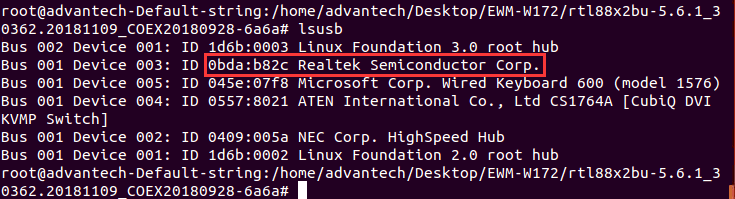 root@advantech-Default-string:/home/advantech/Desktop/EWM-W172/rtl88x2bu-5.6.1_3
0362.20181109_COEX20180928-6a6a# lsusb
Bus 002 Device 001: ID 1d6b:0003 Linux Foundation 3.0 root hub
Bus 001 Device 003: ID 0bda:b82c Realtek Semiconductor Corp.
Bus 001 Device 005: ID 045e:07f8 Microsoft Corp. Wired Keyboard 600 (model 1576)
Bus 001 Device 004: ID 0557:8021 ATEN International Co., Ltd CS1764A [CubiQ DVI
KVMP Switch]
Bus 001 Device 002: ID 0409:005a NEC Corp. HighSpeed Hub
Bus 001 Device 001: ID 1d6b:0002 Linux Foundation 2.0 root hub
root@advantech-Default-string:/home/advantech/Desktop/EWM-W172/rtl88x2bu-5.6.1_3
0362.20181109_COEX20180928-6a6a#